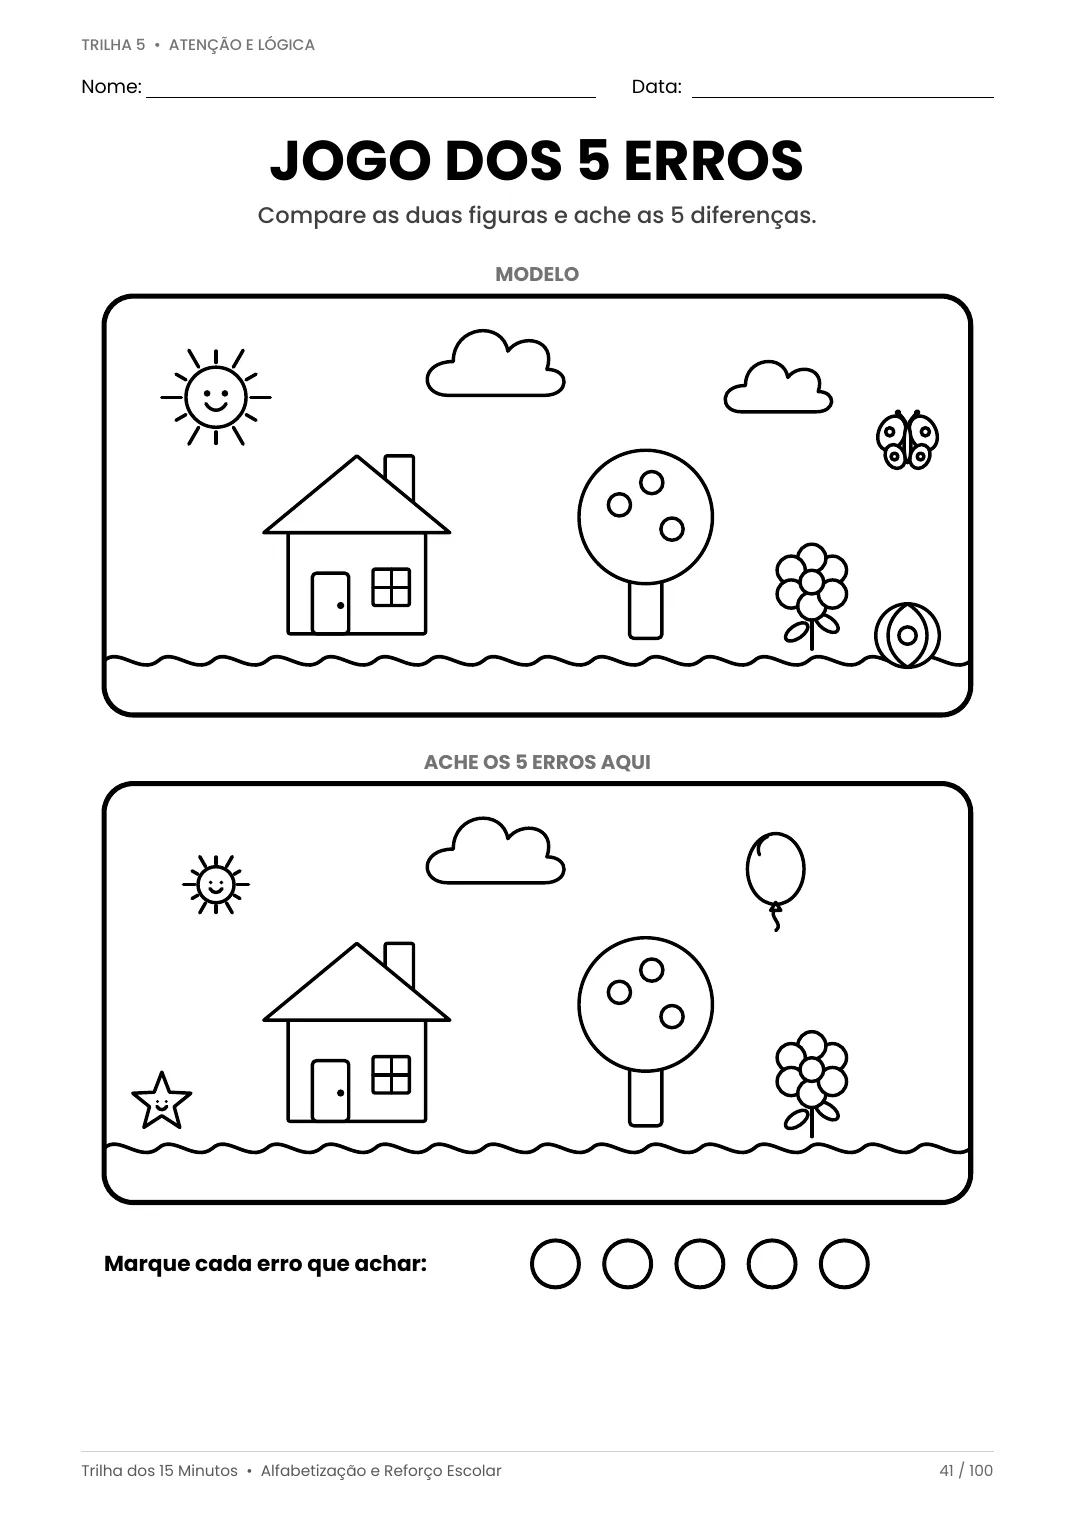 TRILHA 5 • ATENÇÃO E LÓGICA
Nome: Data:
JOGO DOS 5 ERROS
Compare as duas figuras e ache as 5 diferenças.
MODELO
ACHE OS 5 ERROS AQUI
Marque cada erro que achar:
Trilha dos 15 Minutos • Alfabetização e Reforço Escolar 41 / 100